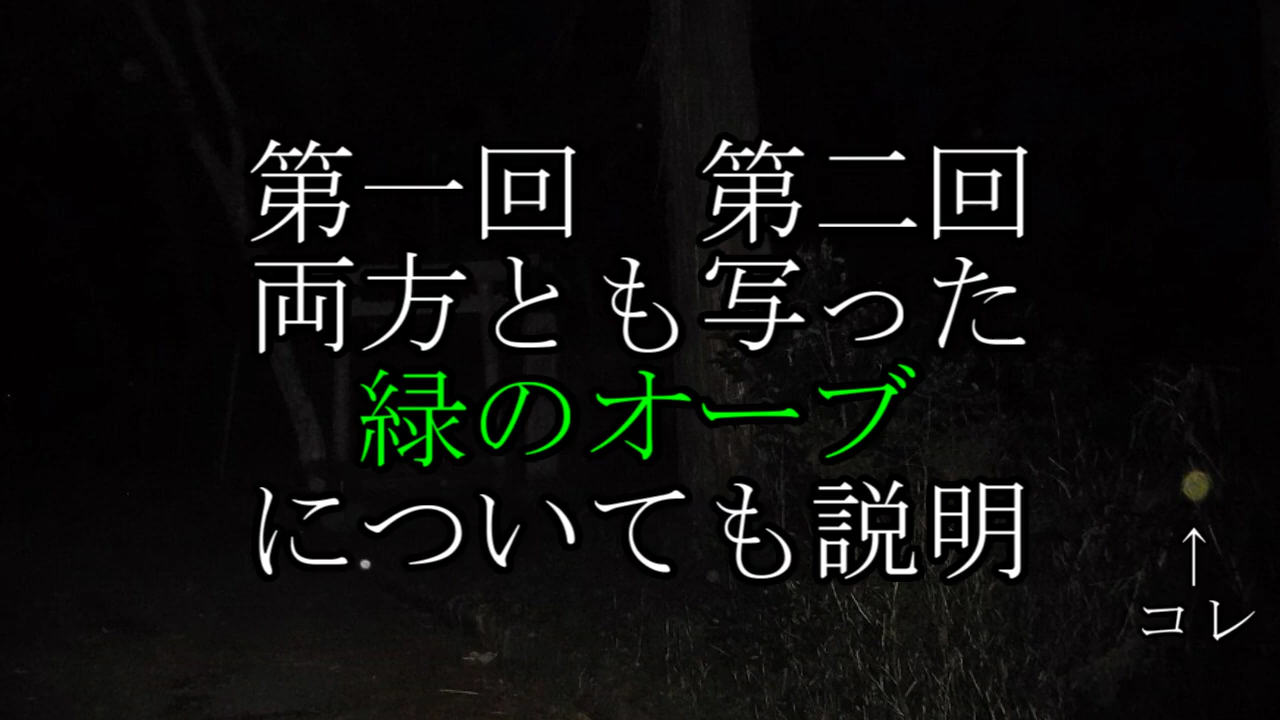 第一回　第二回
両方とも写った
緑のオーブ
についても説明
↑
コレ